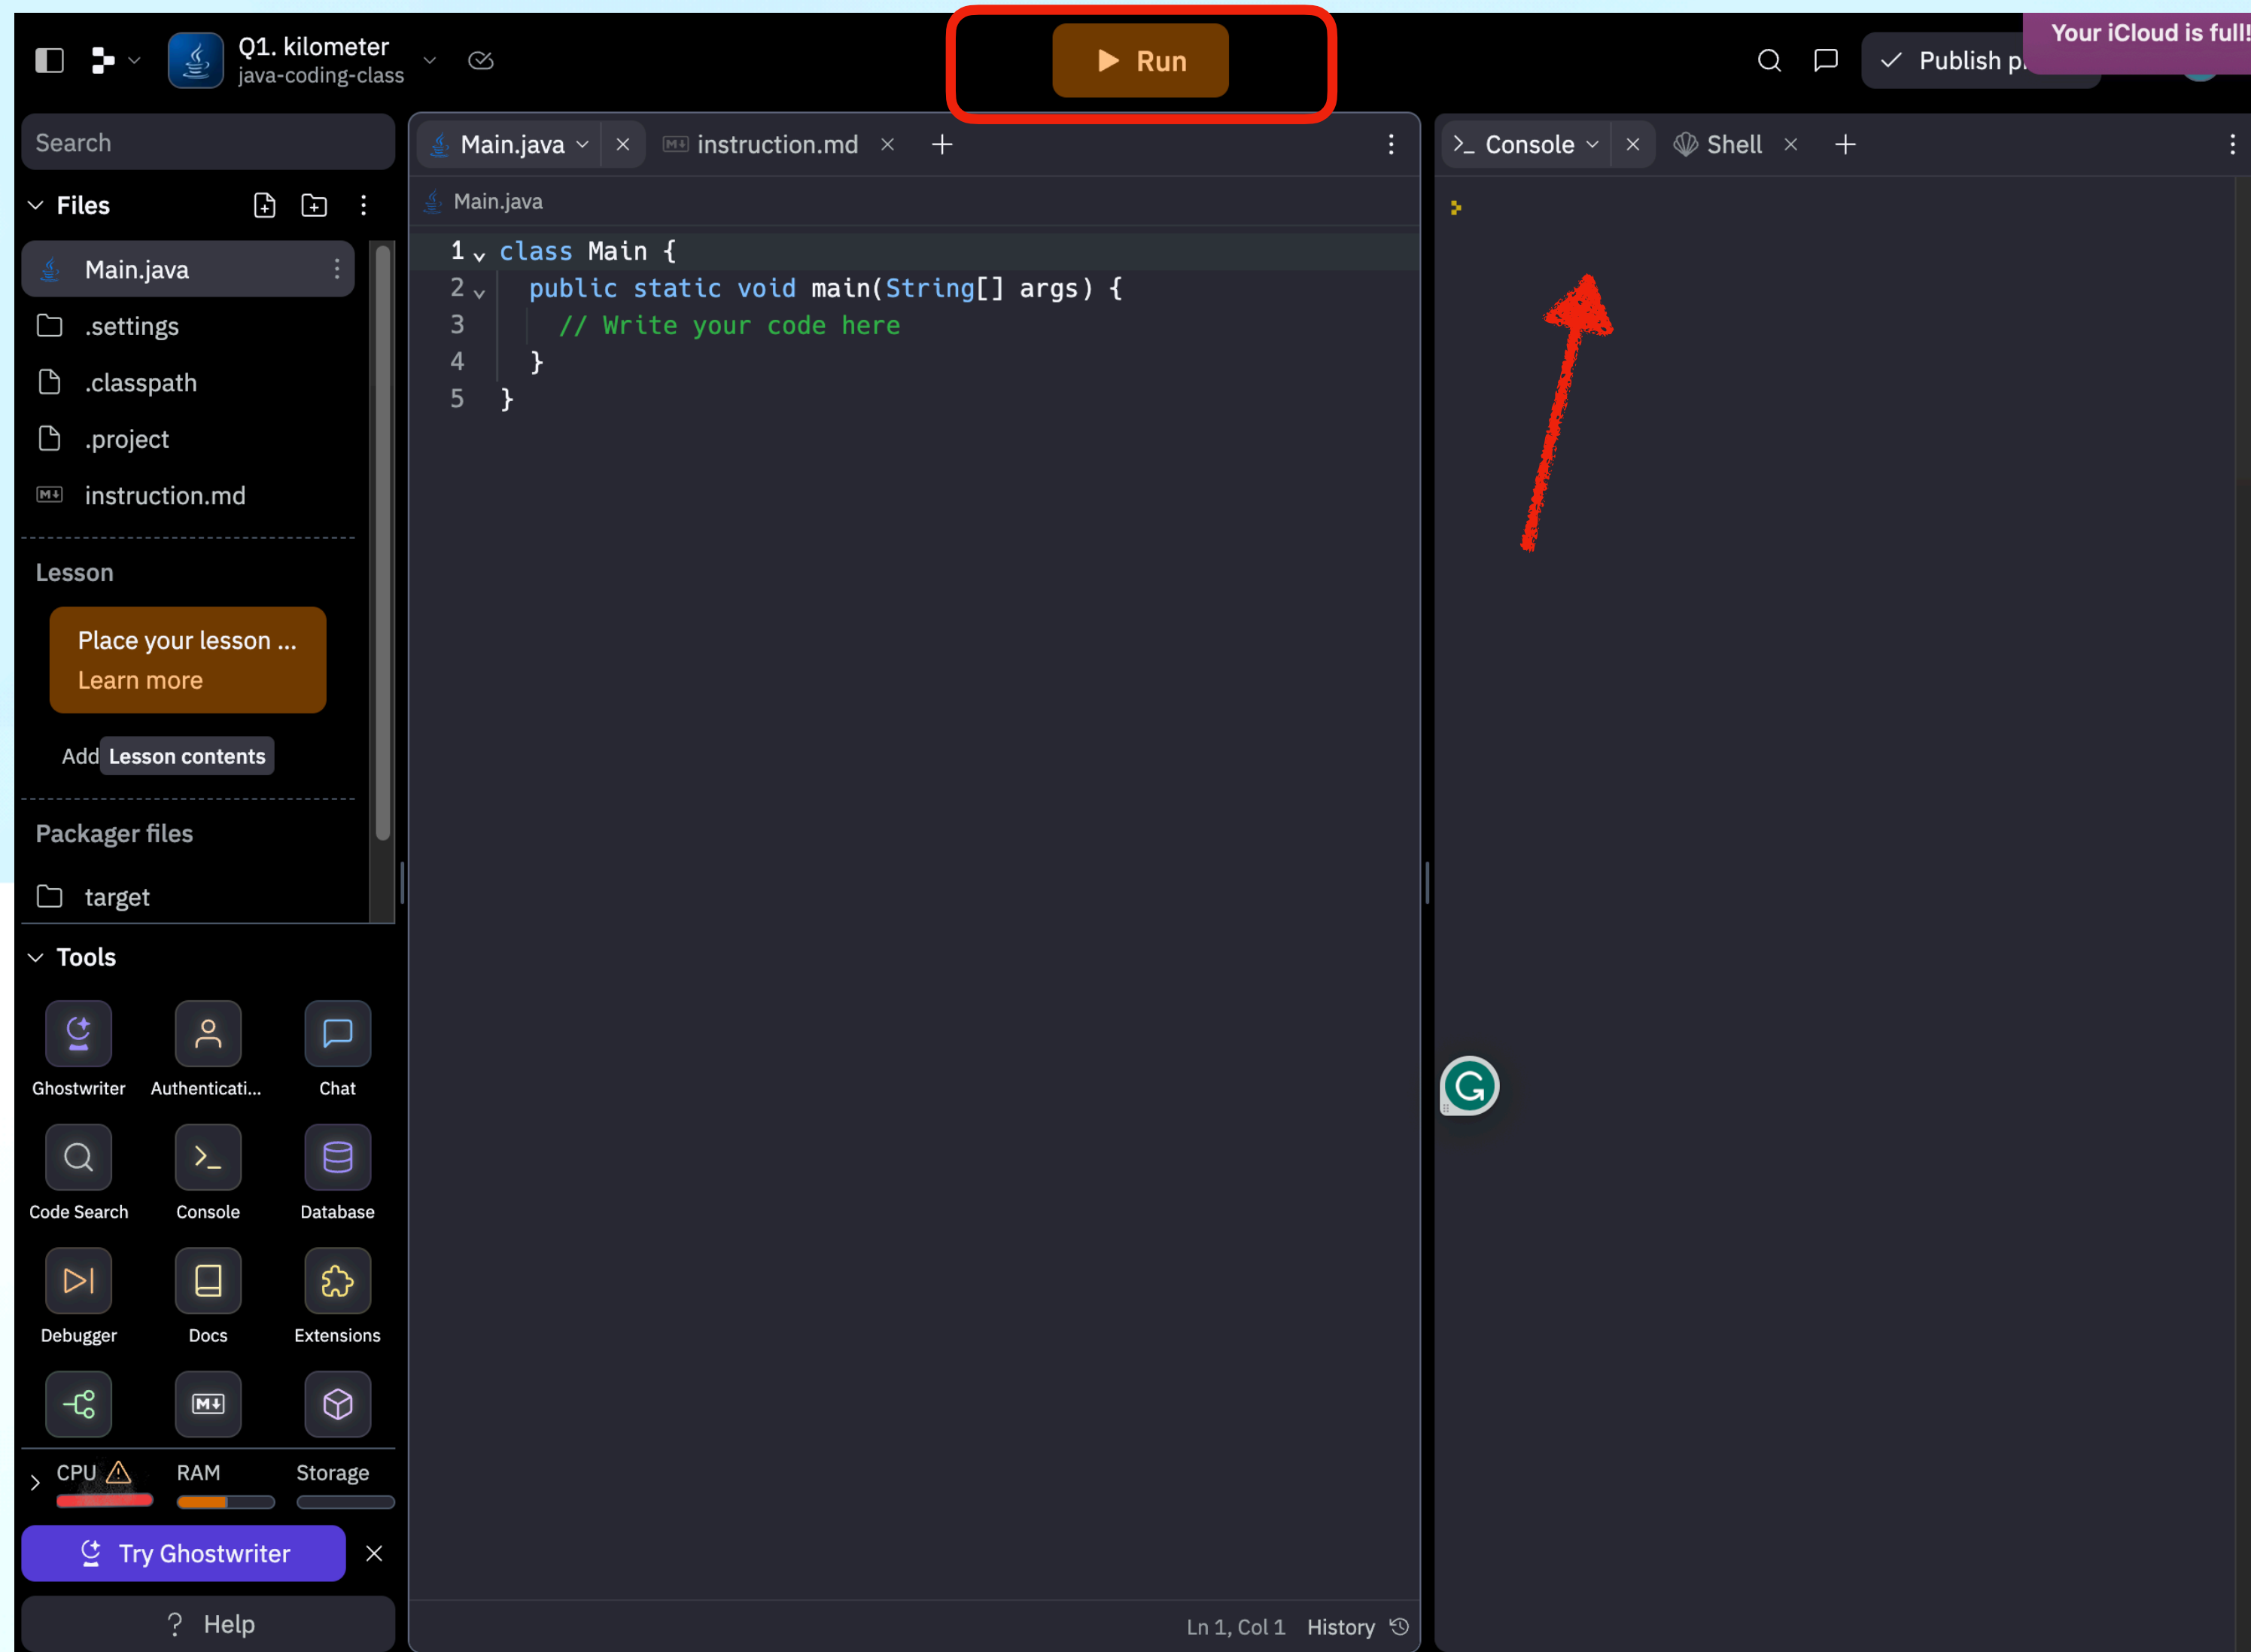 Q1. kilometer
java-coding-class
Run
Publish p
Your iCloud is full!
Search
Files
Main.java
.settings
.classpath
.project
instruction.md
Lesson
Place your lesson ...
Learn more
Add Lesson contents
Packager files
target
Tools
Ghostwriter
Authenticati...
Chat
Code Search
Console
Database
Debugger
Docs
Extensions
CPU
RAM
Storage
Try Ghostwriter
? Help
Main.java
instruction.md
Main.java
1 class Main {
2 public static void main(String[] args) {
3 // Write your code here
4 }
5 }
Ln 1, Col 1
History
>_ Console
Shell